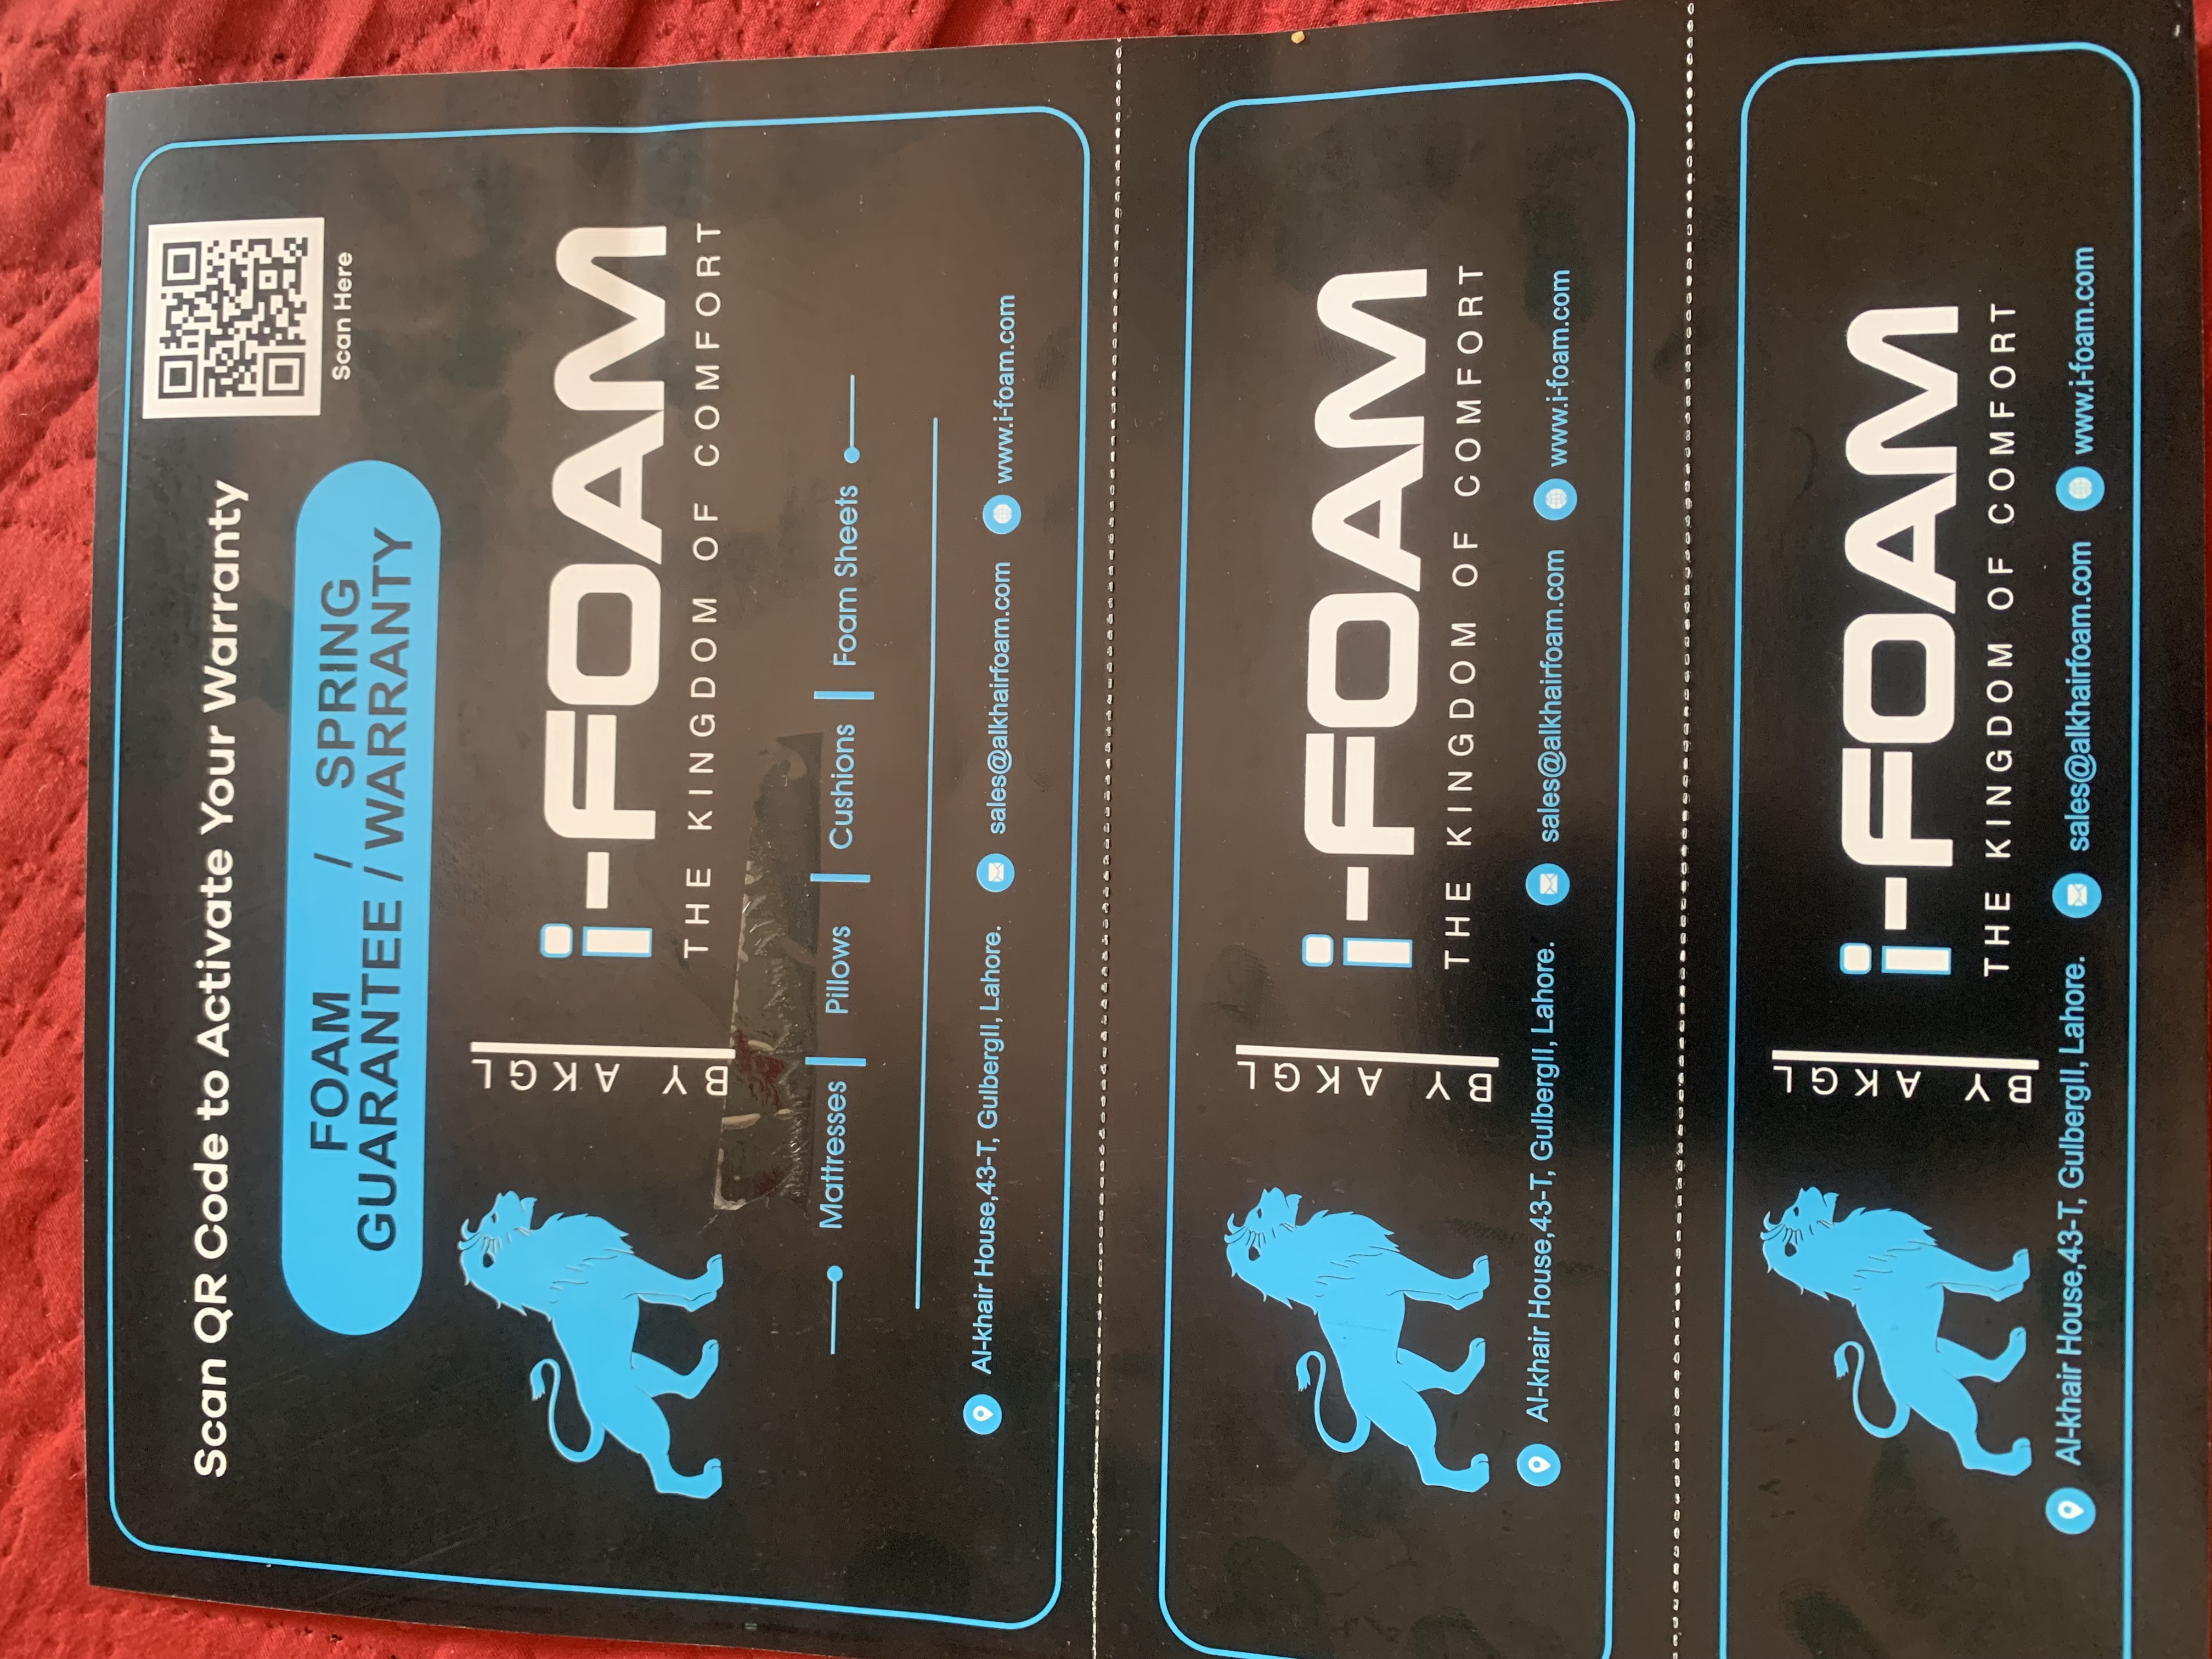 Scan QR Code to Activate Your Warranty
Scan Here
FOAM / SPRING
GUARANTEE / WARRANTY
BY AKGL
i-FOAM
THE KINGDOM OF COMFORT
Mattresses | Pillows | Cushions | Foam Sheets
Al-khair House,43-T, GulbergII, Lahore. sales@alkhairfoam.com www.i-foam.com
BY AKGL
i-FOAM
THE KINGDOM OF COMFORT
Al-khair House,43-T, GulbergII, Lahore. sales@alkhairfoam.com www.i-foam.com
BY AKGL
i-FOAM
THE KINGDOM OF COMFORT
Al-khair House,43-T, GulbergII, Lahore. sales@alkhairfoam.com www.i-foam.com